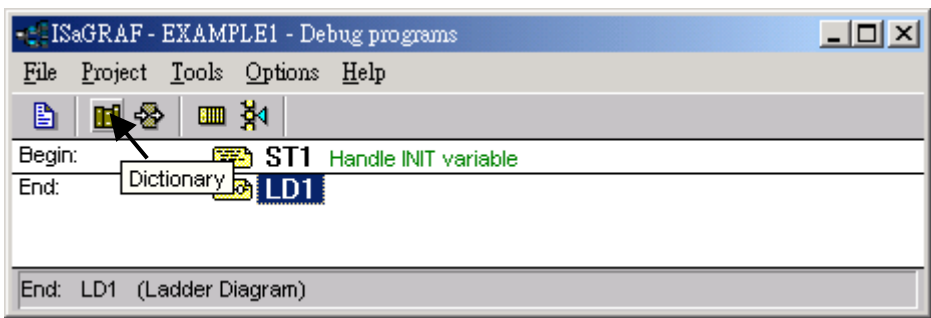 ISaGRAF - EXAMPLE1 - Debug programs
File Project Tools Options Help
Begin: ST1 Handle INIT variable
Dictionary
End: LD1
End: LD1 (Ladder Diagram)